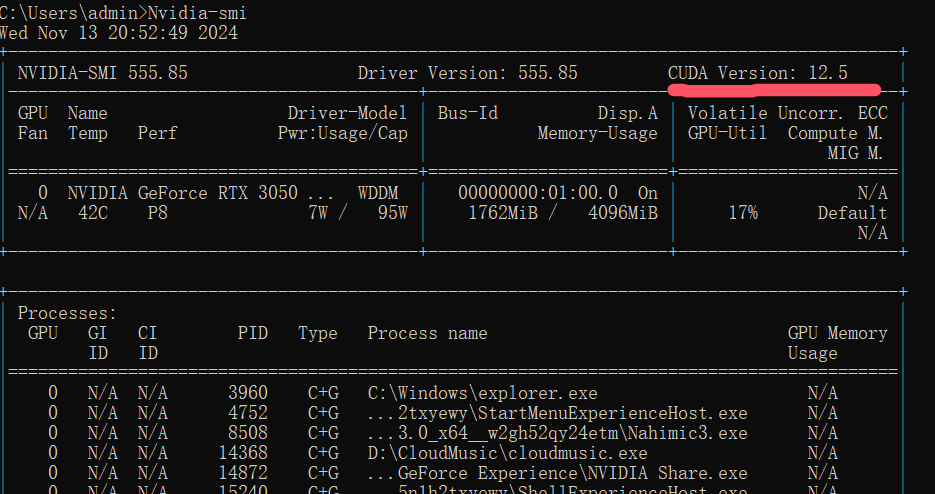 C:\Users\admin>Nvidia-smi
Wed Nov 13 20:52:49 2024
NVIDIA-SMI 555.85 Driver Version: 555.85 CUDA Version: 12.5
GPU Name Driver-Model Bus-Id Disp.A Volatile Uncorr. ECC
Fan Temp Perf Pwr:Usage/Cap Memory-Usage GPU-Util Compute M.
MIG M.
0 NVIDIA GeForce RTX 3050 ... WDDM 00000000:01:00.0 On N/A
N/A 42C P8 7W / 95W 1762MiB / 4096MiB 17% Default
N/A
Processes:
GPU GI CI PID Type Process name GPU Memory
ID ID Usage
0 N/A N/A 3960 C+G C:\Windows\explorer.exe N/A
0 N/A N/A 4752 C+G ...2txyewy\StartMenuExperienceHost.exe N/A
0 N/A N/A 8508 C+G ...3.0_x64__w2gh52qy24etm\Nahimic3.exe N/A
0 N/A N/A 14368 C+G D:\CloudMusic\cloudmusic.exe N/A
0 N/A N/A 14872 C+G ...GeForce Experience\NVIDIA Share.exe N/A
0 N/A N/A 15240 C+G ...5n1h2txyewy\ShellExperienceHost.exe N/A